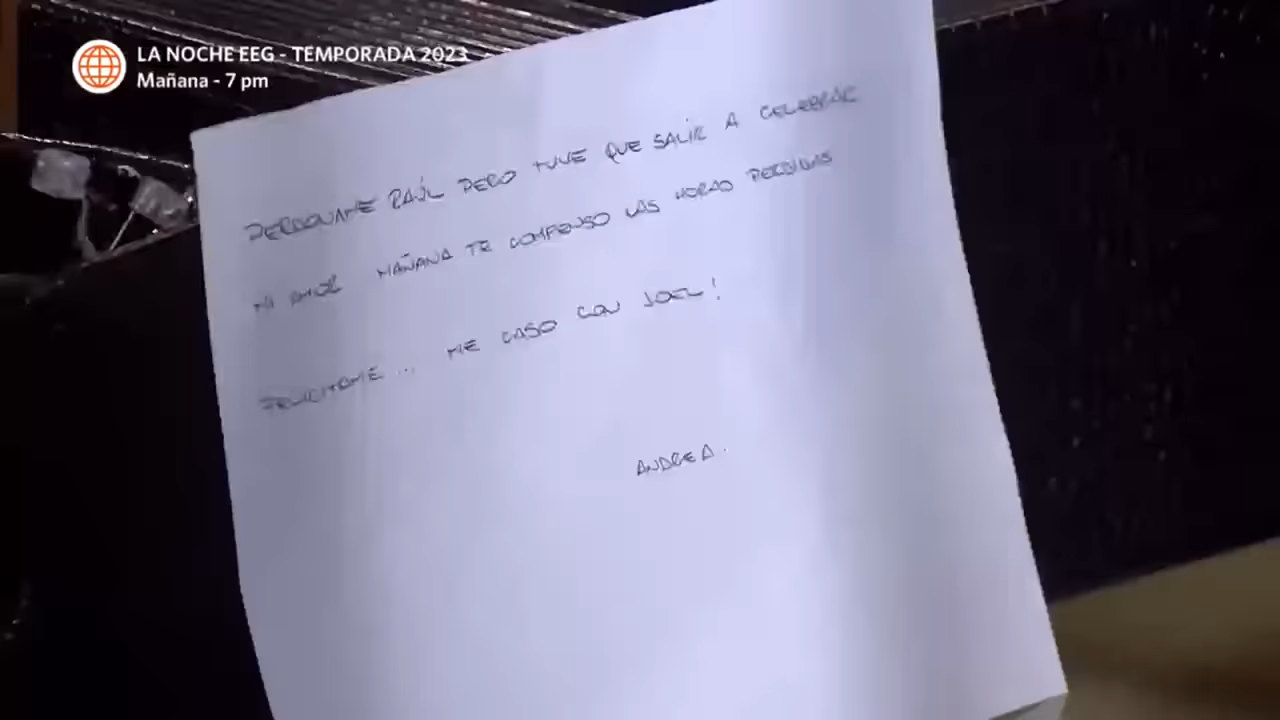 LA NOCHE EEG - TEMPORADA 2023
Mañana - 7 pm
PERDONAME RAÚL PERO TUVE QUE SALIR A CELEBRAR
MI AMOR MAÑANA TE COMPENSO LAS HORAS PERDIDAS
FELICITAME... ME CASO CON JOEL!
ANDREA.